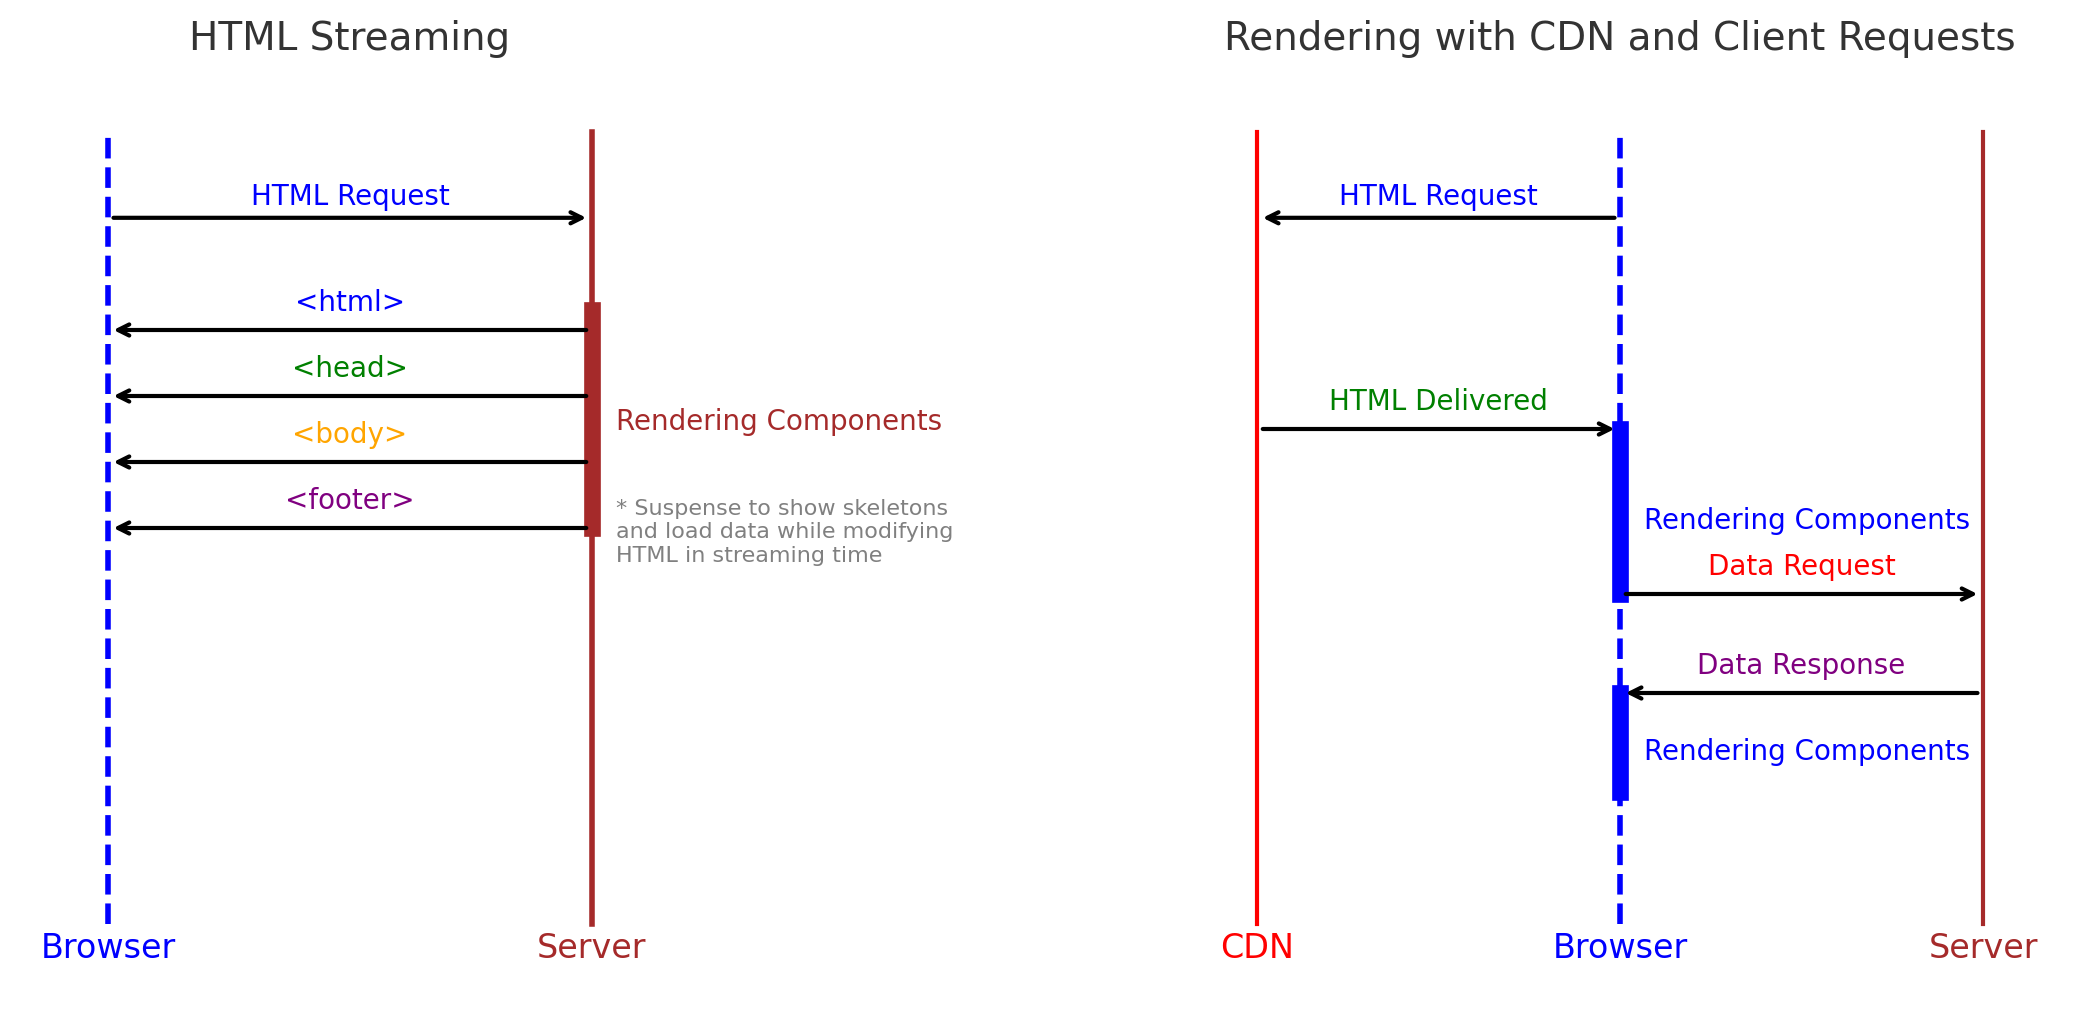 HTML Streaming
HTML Request
<html>
<head>
<body>
<footer>
Rendering Components
* Suspense to show skeletons
and load data while modifying
HTML in streaming time
Browser
Server
Rendering with CDN and Client Requests
HTML Request
HTML Delivered
Rendering Components
Data Request
Data Response
Rendering Components
CDN
Browser
Server